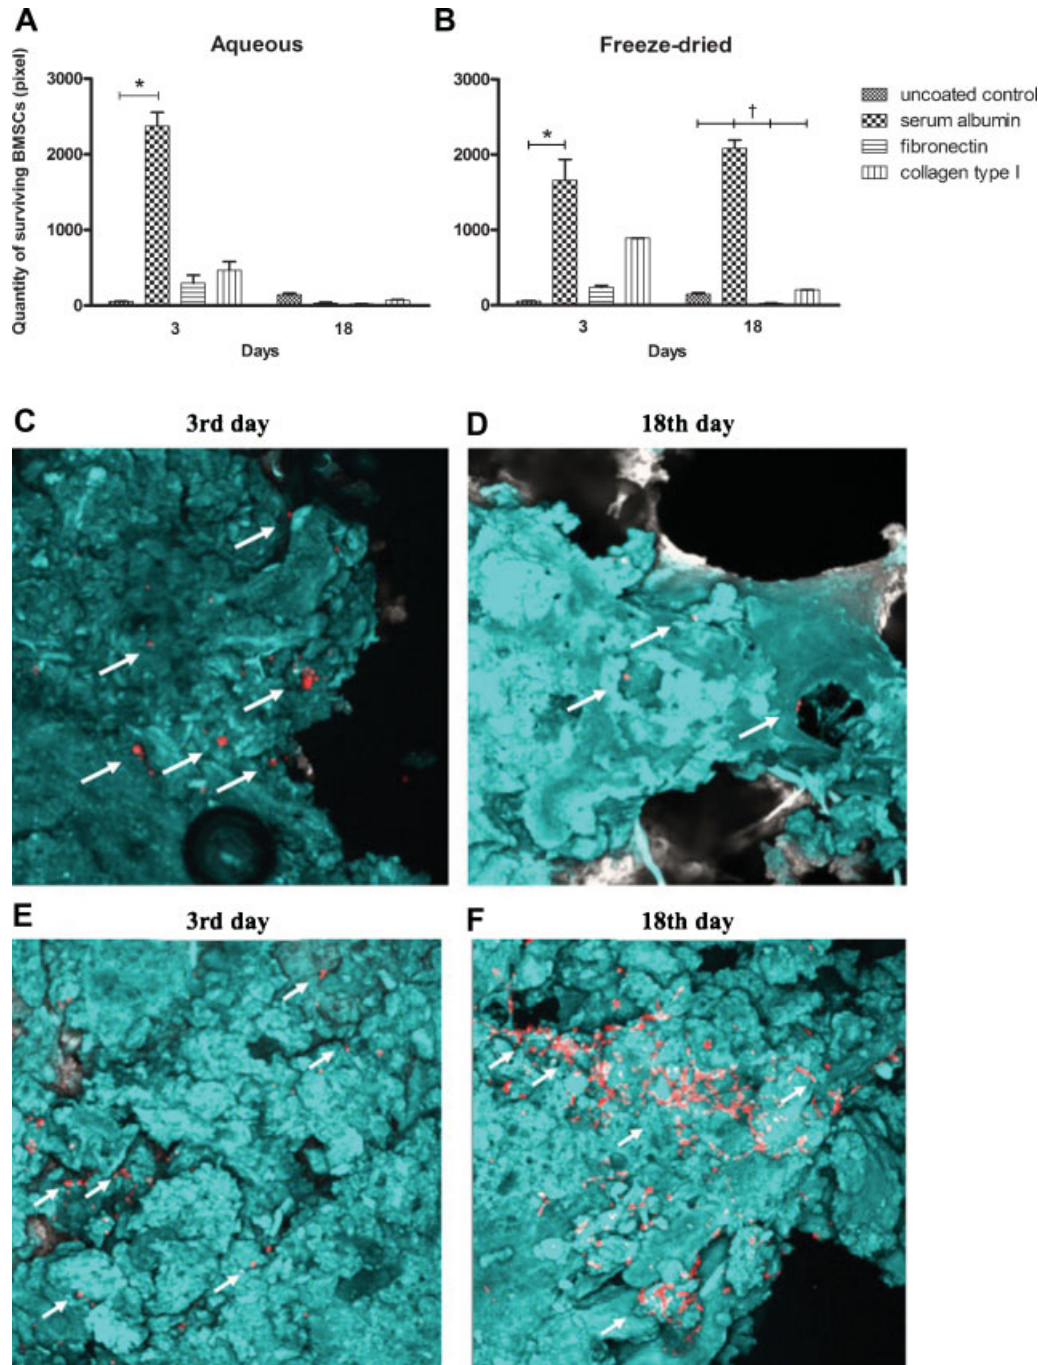 A
B
Aqueous
Freeze-dried
Quantity of surviving BMSCs (pixel)
3000
2000
1000
0
*
3
18
Days
3000
2000
1000
0
*
†
3
18
Days
uncoated control
serum albumin
fibronectin
collagen type I
C
3rd day
D
18th day
E
3rd day
F
18th day